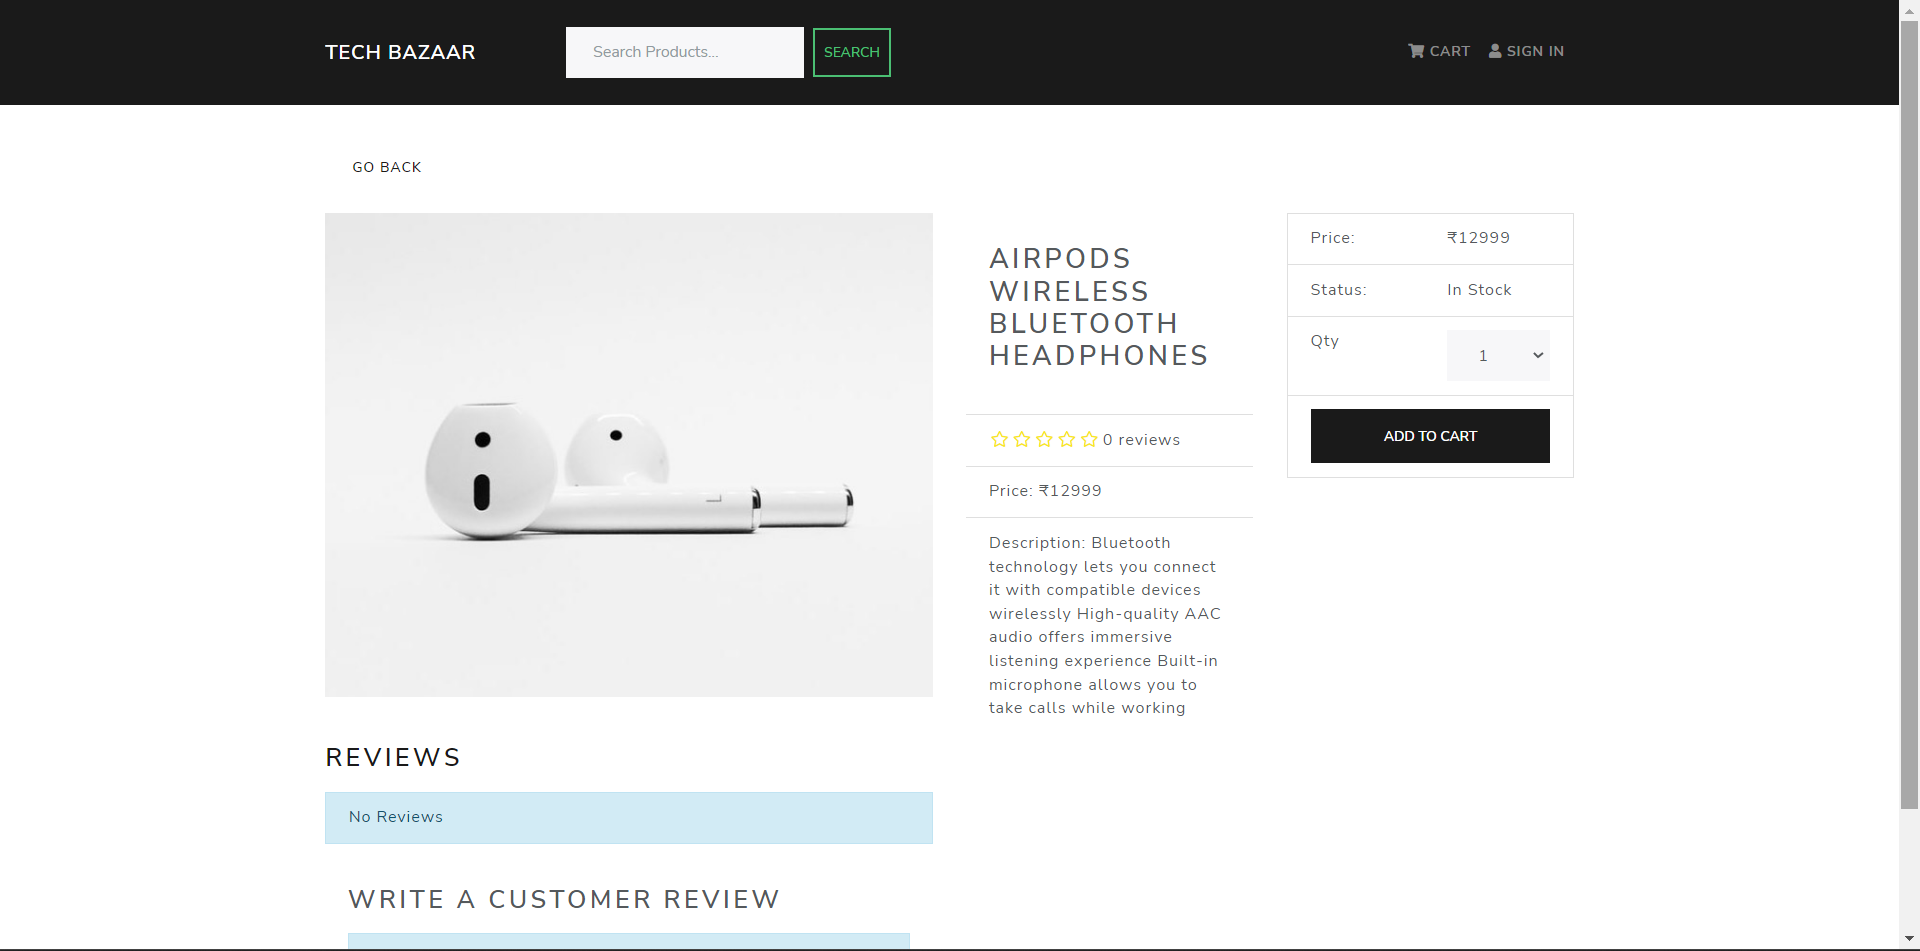 TECH BAZAAR
Search Products...
SEARCH
CART
SIGN IN
GO BACK
AIRPODS
WIRELESS
BLUETOOTH
HEADPHONES
0 reviews
Price: ₹12999
Description: Bluetooth
technology lets you connect
it with compatible devices
wirelessly High-quality AAC
audio offers immersive
listening experience Built-in
microphone allows you to
take calls while working
Price: ₹12999
Status: In Stock
Qty 1
ADD TO CART
REVIEWS
No Reviews
WRITE A CUSTOMER REVIEW